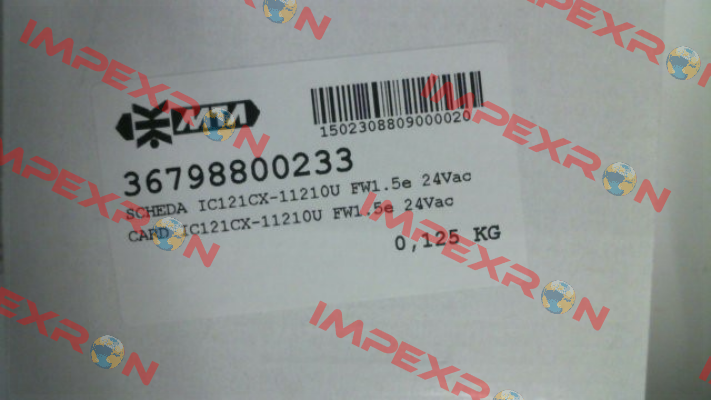 MTM
1502308809000020
36798800233
SCHEDA IC121CX-11210U FW1.5e 24Vac
CARD IC121CX-11210U FW1.5e 24Vac
0,125 KG
IMPEXRON
IMPEXRON
IMPEXRON
IMPEXRON
IMPEXRON
IMPEXRON
IMPEXRON